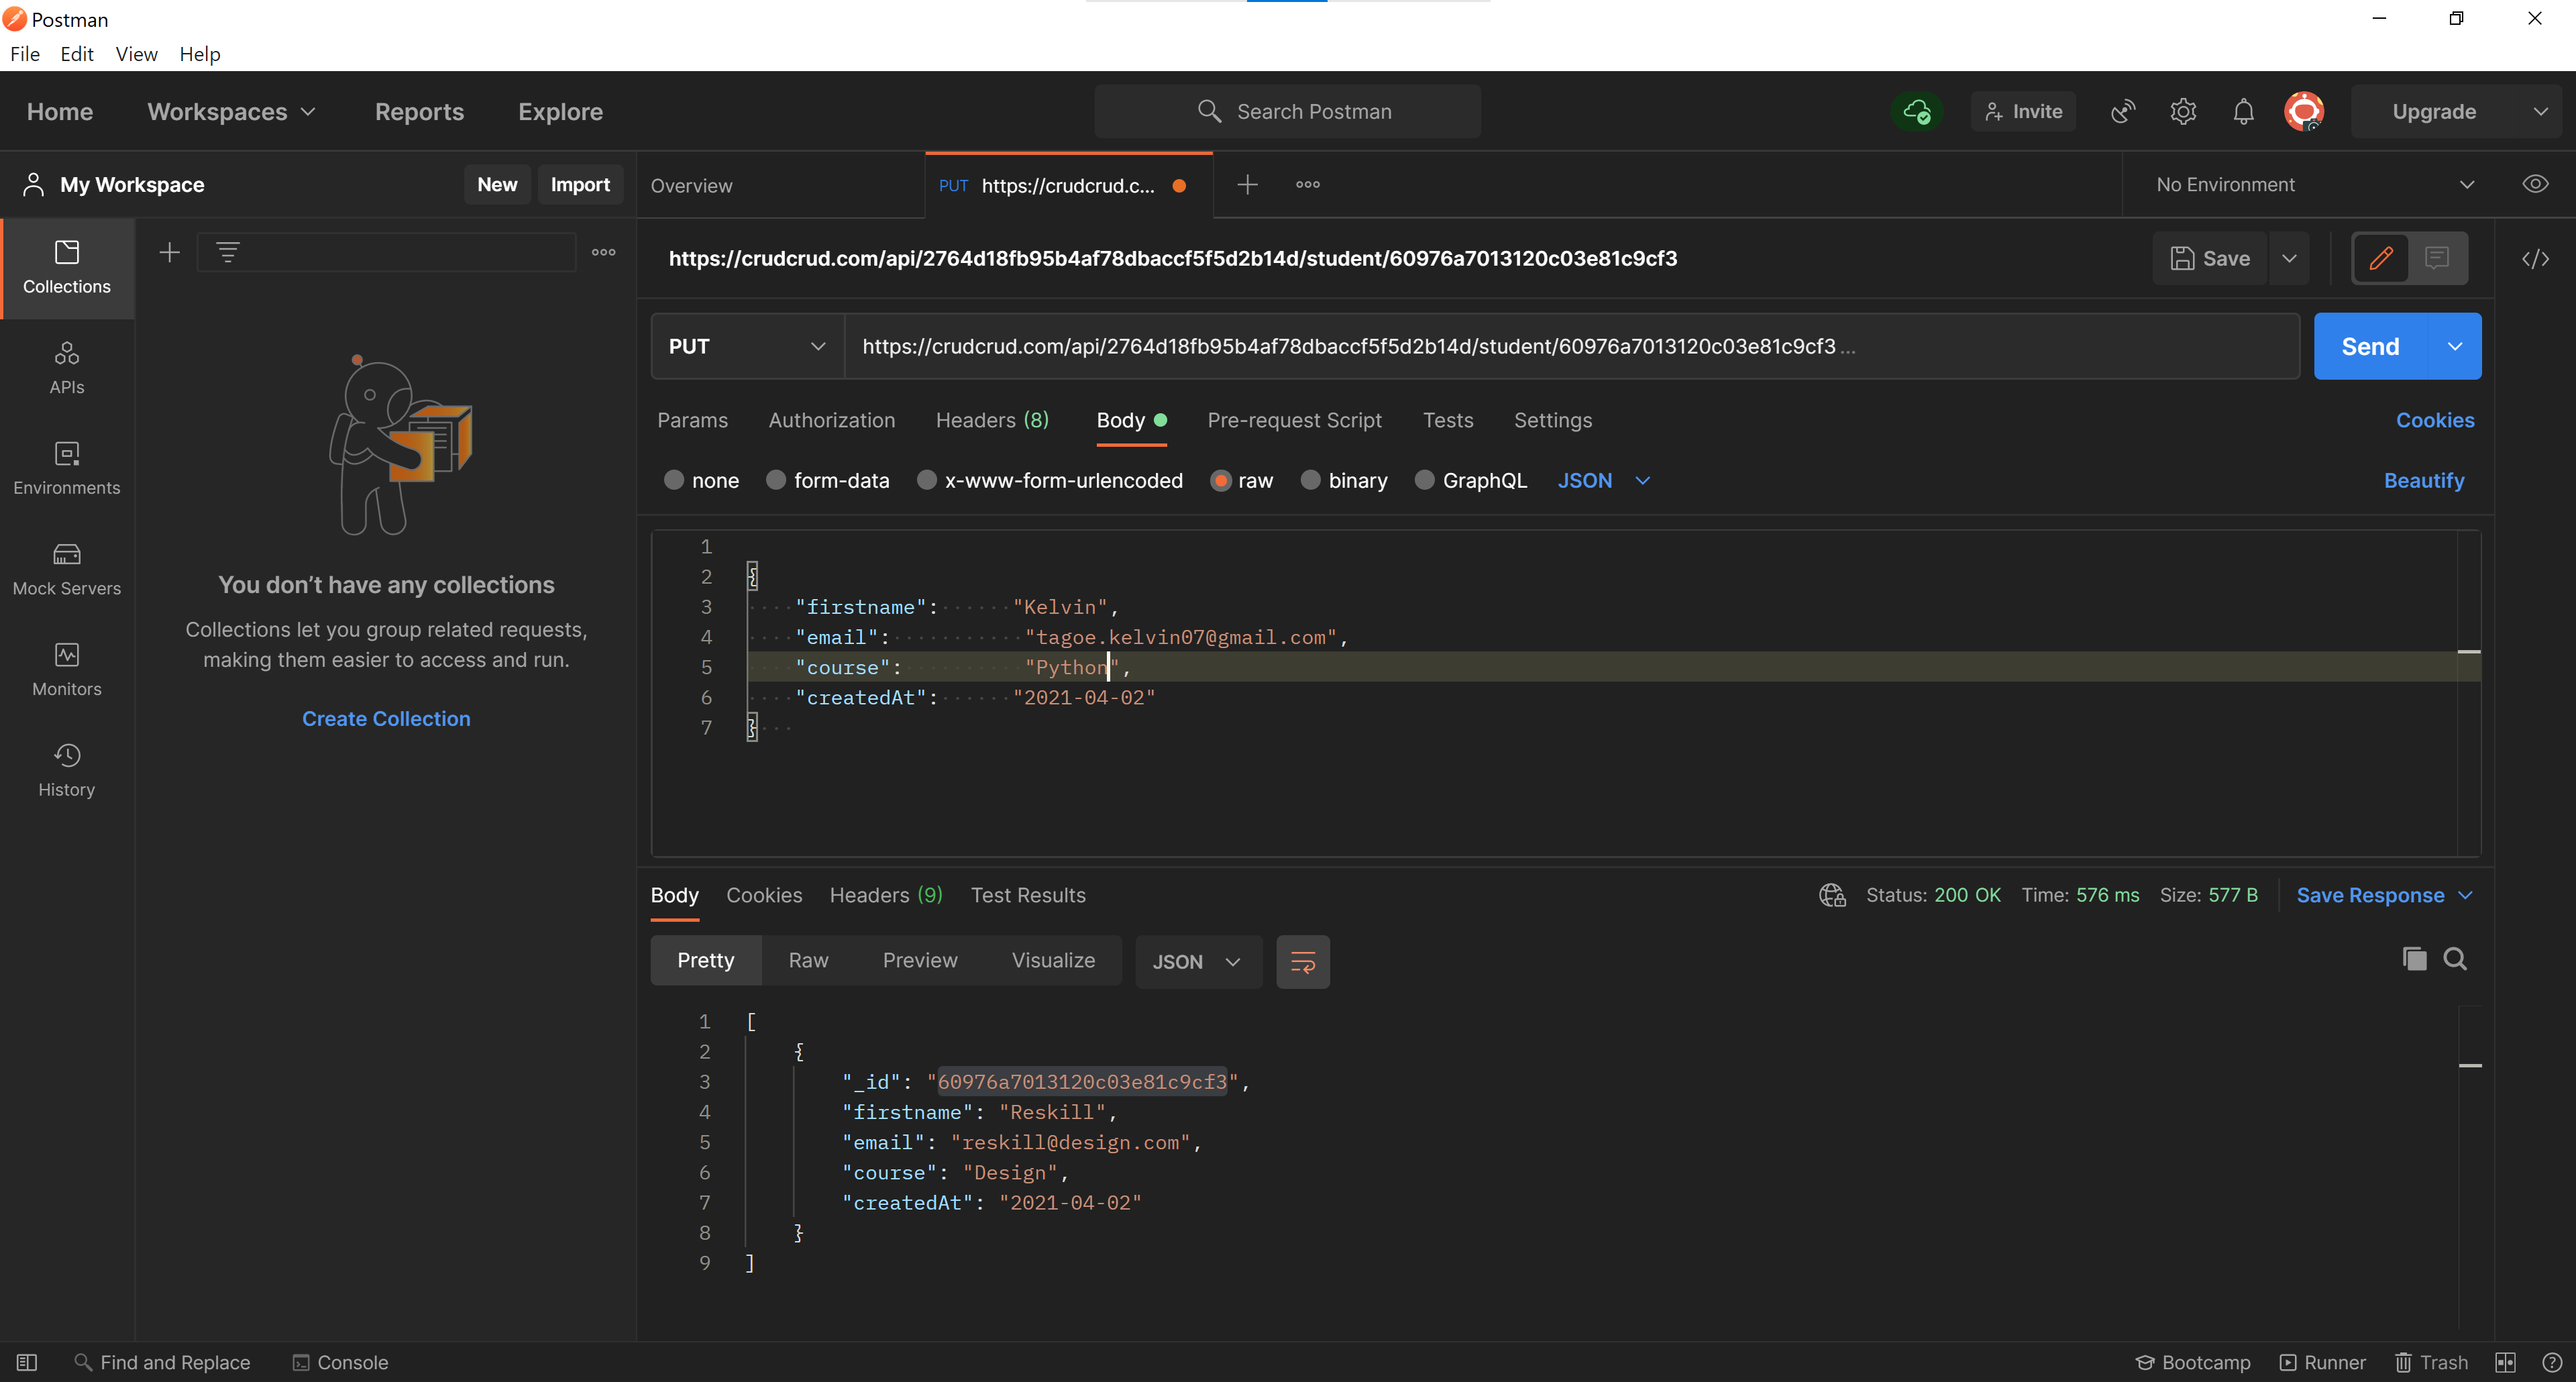 Postman
File Edit View Help
Home Workspaces Reports Explore Search Postman Invite Upgrade
My Workspace New Import Overview PUT https://crudcrud.c... No Environment
https://crudcrud.com/api/2764d18fb95b4af78dbaccf5f5d2b14d/student/60976a7013120c03e81c9cf3 Save
PUT https://crudcrud.com/api/2764d18fb95b4af78dbaccf5f5d2b14d/student/60976a7013120c03e81c9cf3 ... Send
Params Authorization Headers (8) Body Pre-request Script Tests Settings Cookies
none form-data x-www-form-urlencoded raw binary GraphQL JSON Beautify
1
2 {
3 "firstname": "Kelvin",
4 "email": "tagoe.kelvin07@gmail.com",
5 "course": "Python",
6 "createdAt": "2021-04-02"
7 }
Collections
APIs
Environments
Mock Servers
Monitors
History
You don't have any collections
Collections let you group related requests,
making them easier to access and run.
Create Collection
Body Cookies Headers (9) Test Results Status: 200 OK Time: 576 ms Size: 577 B Save Response
Pretty Raw Preview Visualize JSON
1 [
2 {
3 "_id": "60976a7013120c03e81c9cf3",
4 "firstname": "Reskill",
5 "email": "reskill@design.com",
6 "course": "Design",
7 "createdAt": "2021-04-02"
8 }
9 ]
Find and Replace Console Bootcamp Runner Trash